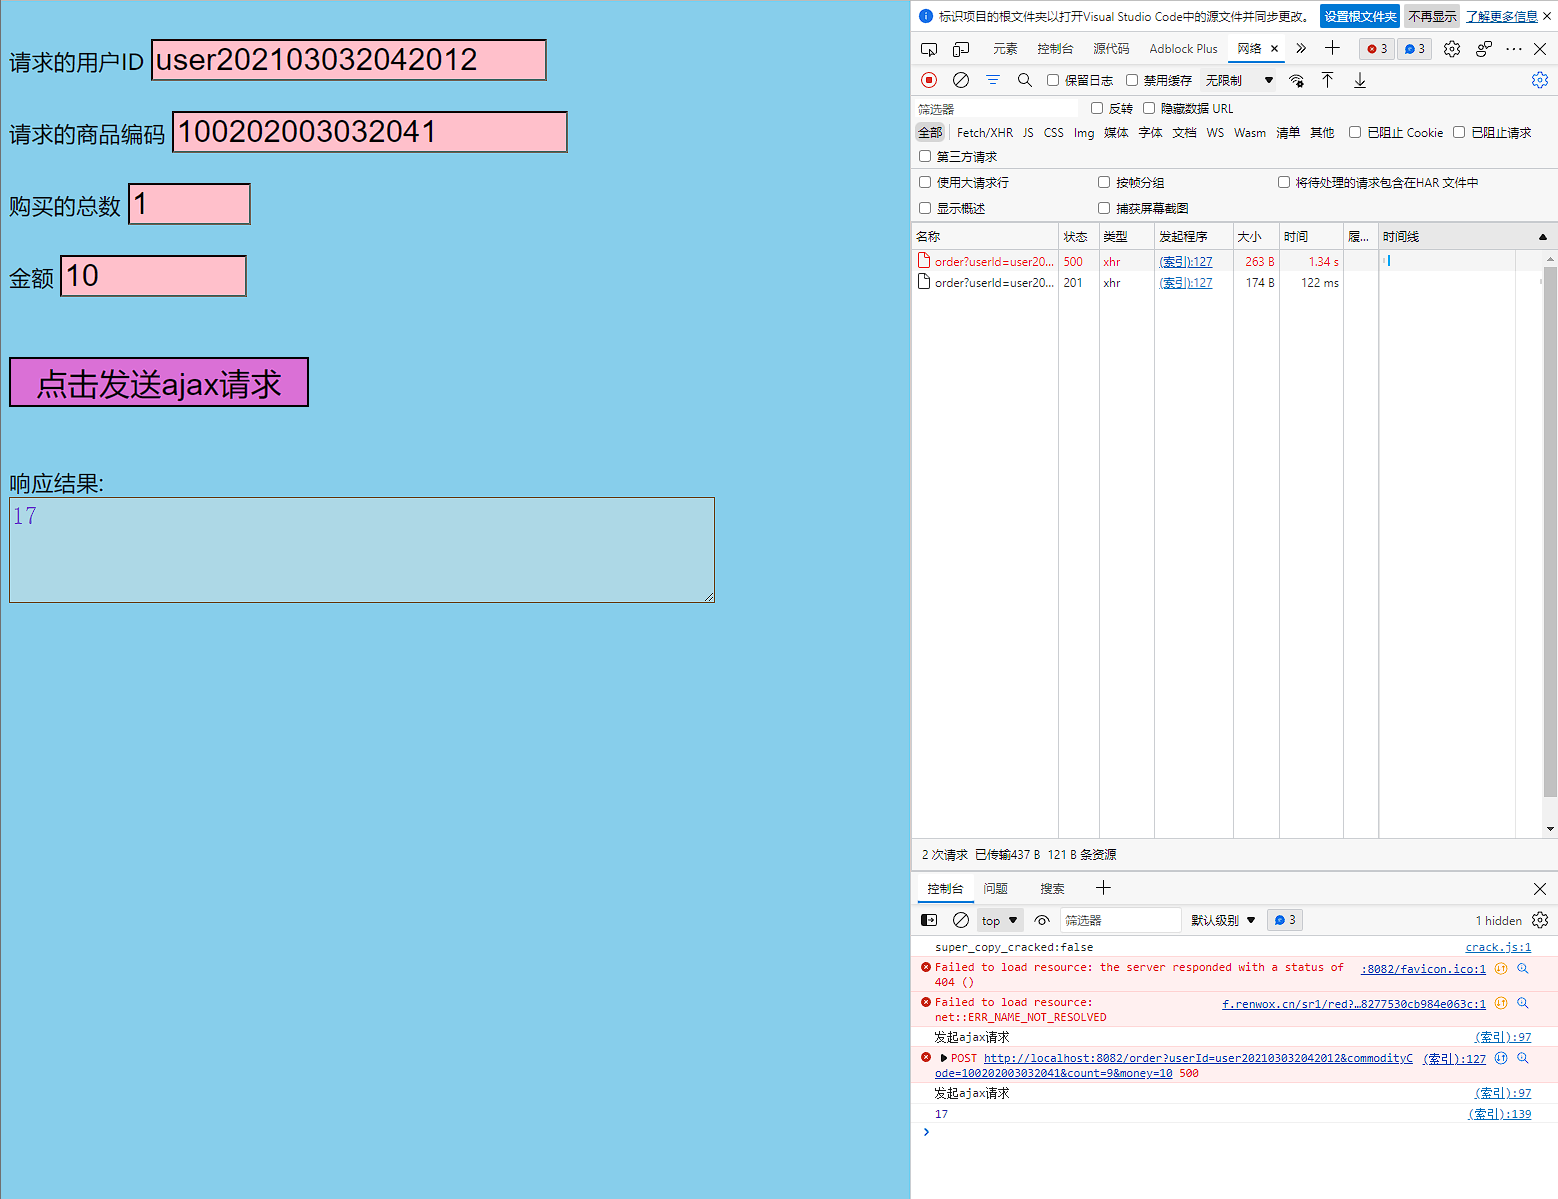 请求的用户ID user202103032042012
请求的商品编码 100202003032041
购买的总数 1
金额 10
点击发送ajax请求
响应结果:
17
标识项目的根文件夹以打开Visual Studio Code中的源文件并同步更改。 设置根文件夹 不再显示 了解更多信息
元素 控制台 源代码 Adblock Plus 网络 3 3
保留日志 禁用缓存 无限制
筛选器 反转 隐藏数据 URL
全部 Fetch/XHR JS CSS Img 媒体 字体 文档 WS Wasm 清单 其他 已阻止 Cookie 已阻止请求
第三方请求
使用大请求行 按帧分组 将待处理的请求包含在HAR 文件中
显示概述 捕获屏幕截图
名称 状态 类型 发起程序 大小 时间 履... 时间线
order?userId=user20... 500 xhr (索引):127 263 B 1.34 s
order?userId=user20... 201 xhr (索引):127 174 B 122 ms
2 次请求 已传输437 B 121 B 条资源
控制台 问题 搜索
top 筛选器 默认级别 3 1 hidden
super_copy_cracked:false crack.js:1
Failed to load resource: the server responded with a status of :8082/favicon.ico:1
404 ()
Failed to load resource: f.renwox.cn/sr1/red?…8277530cb984e063c:1
net::ERR_NAME_NOT_RESOLVED
发起ajax请求 (索引):97
POST http://localhost:8082/order?userId=user202103032042012&commodityC (索引):127
ode=100202003032041&count=9&money=10 500
发起ajax请求 (索引):97
17 (索引):139